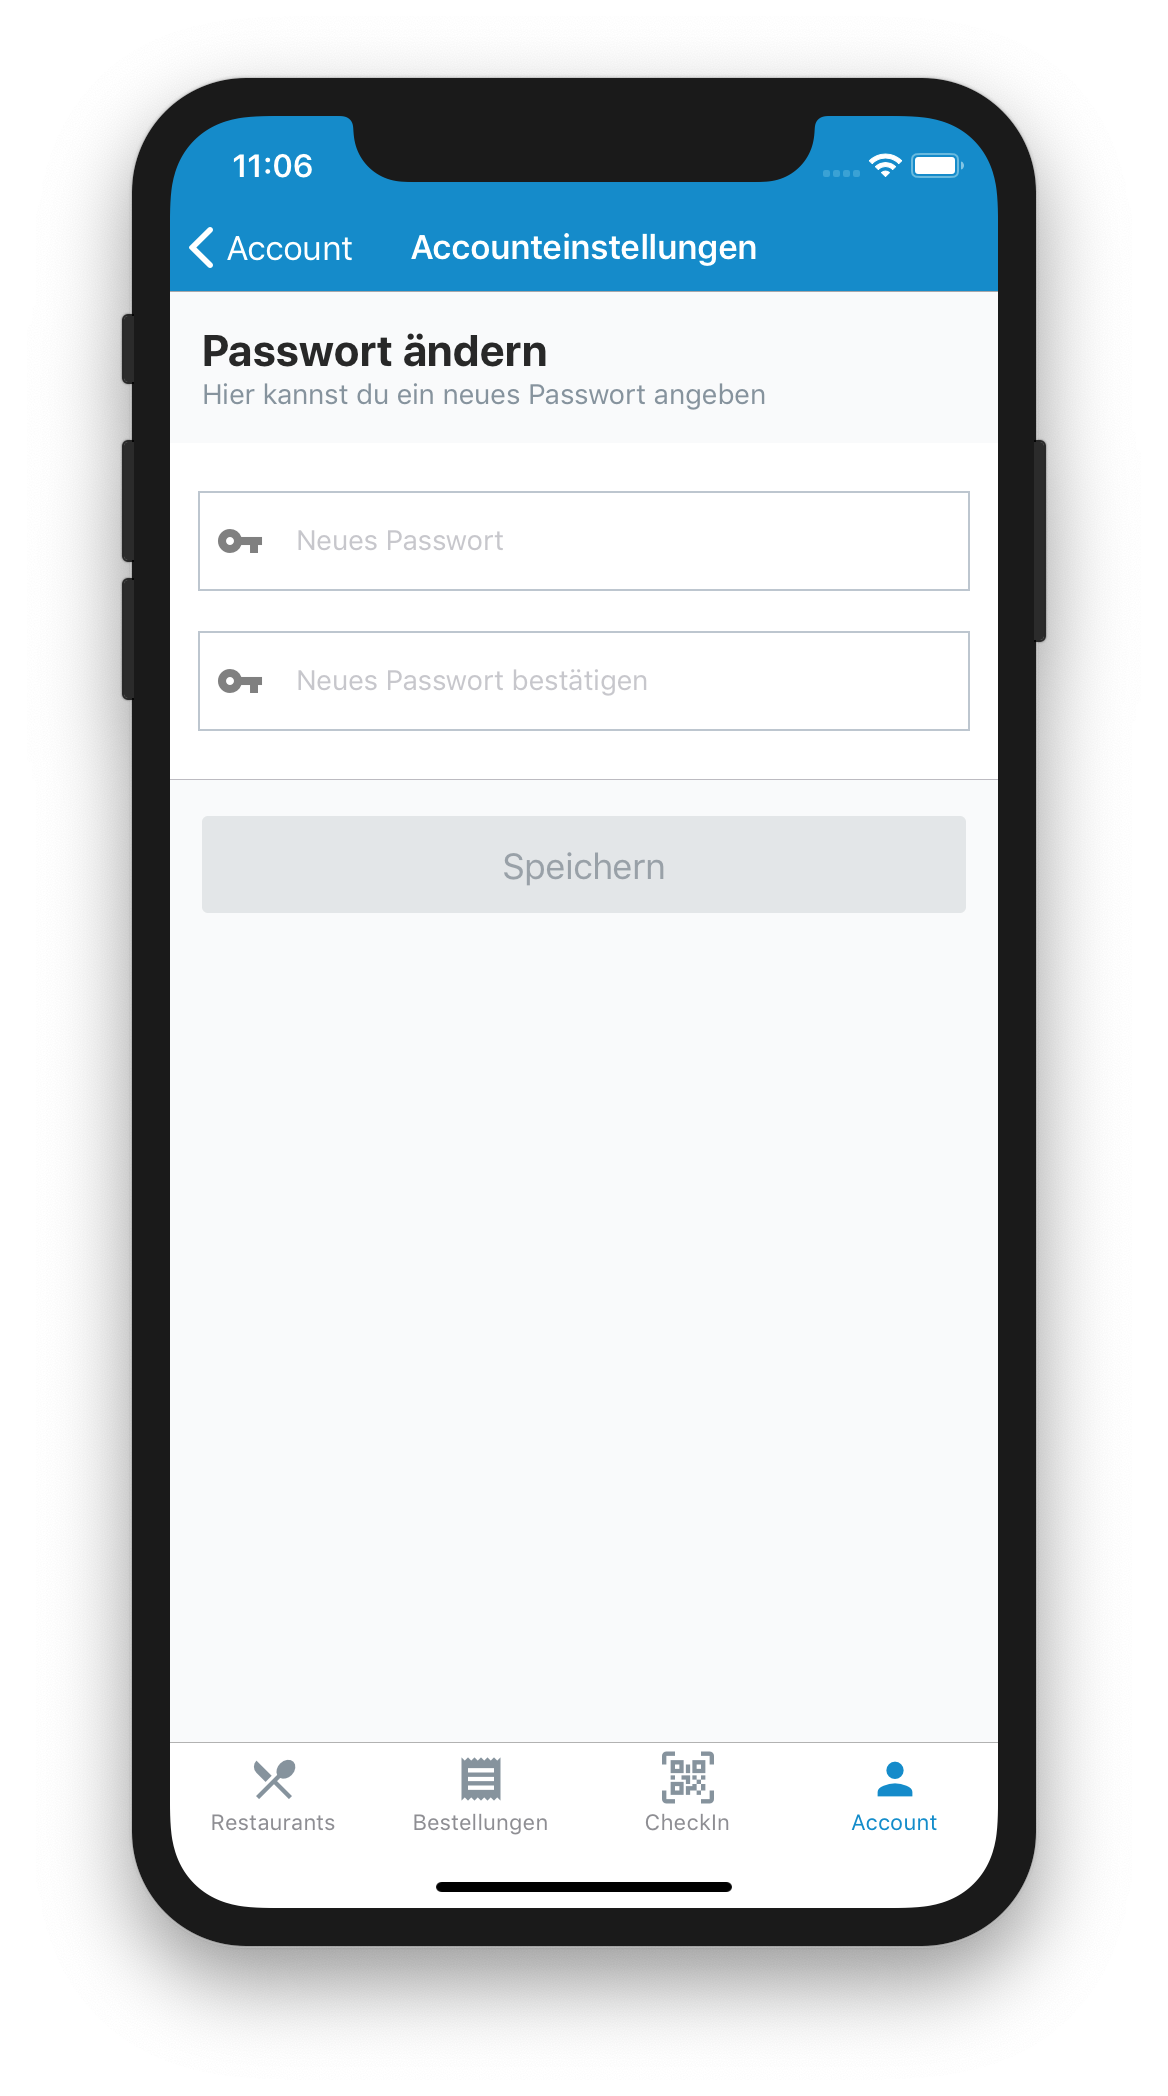 11:06
Account
Accounteinstellungen
Passwort ändern
Hier kannst du ein neues Passwort angeben
Neues Passwort
Neues Passwort bestätigen
Speichern
Restaurants
Bestellungen
CheckIn
Account